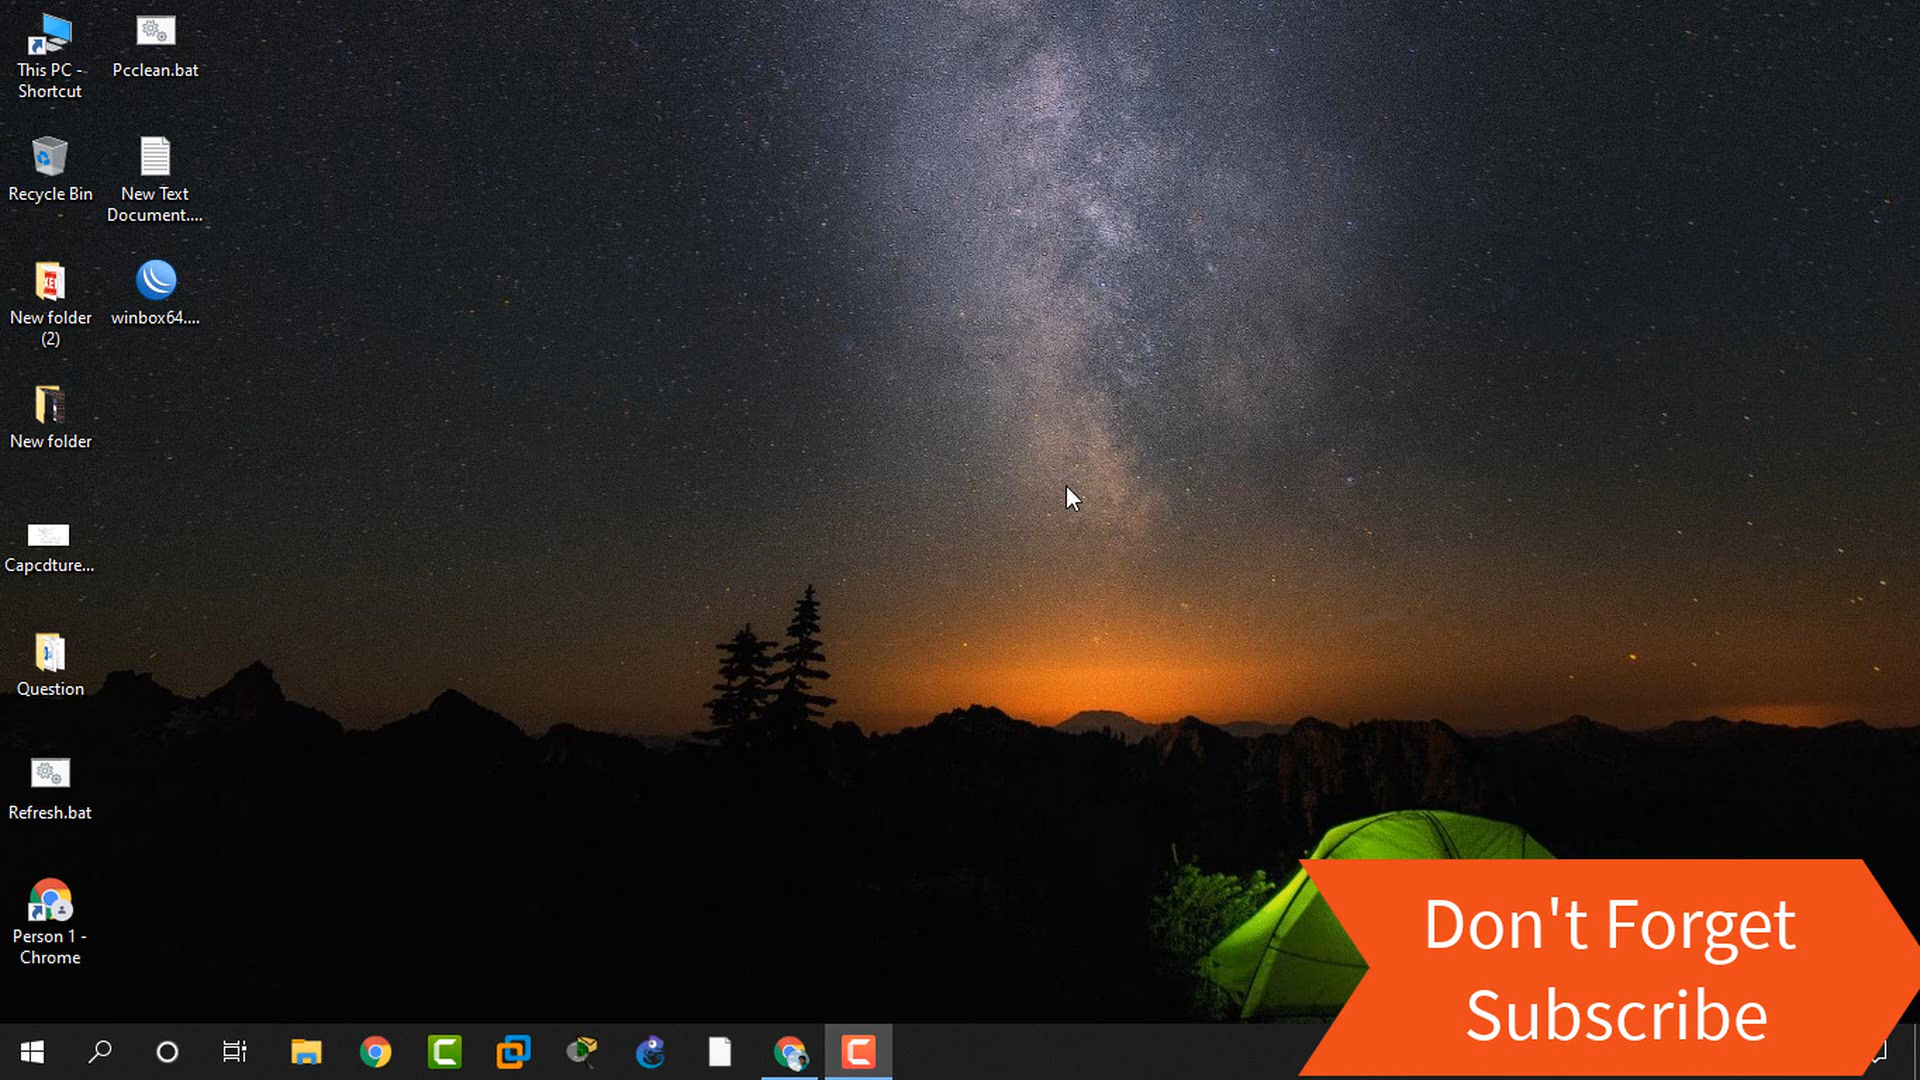 This PC -
Shortcut
Pcclean.bat
Recycle Bin
New Text
Document....
New folder
(2)
winbox64....
New folder
Capcdture...
Question
Refresh.bat
Person 1 -
Chrome
Don't Forget
Subscribe